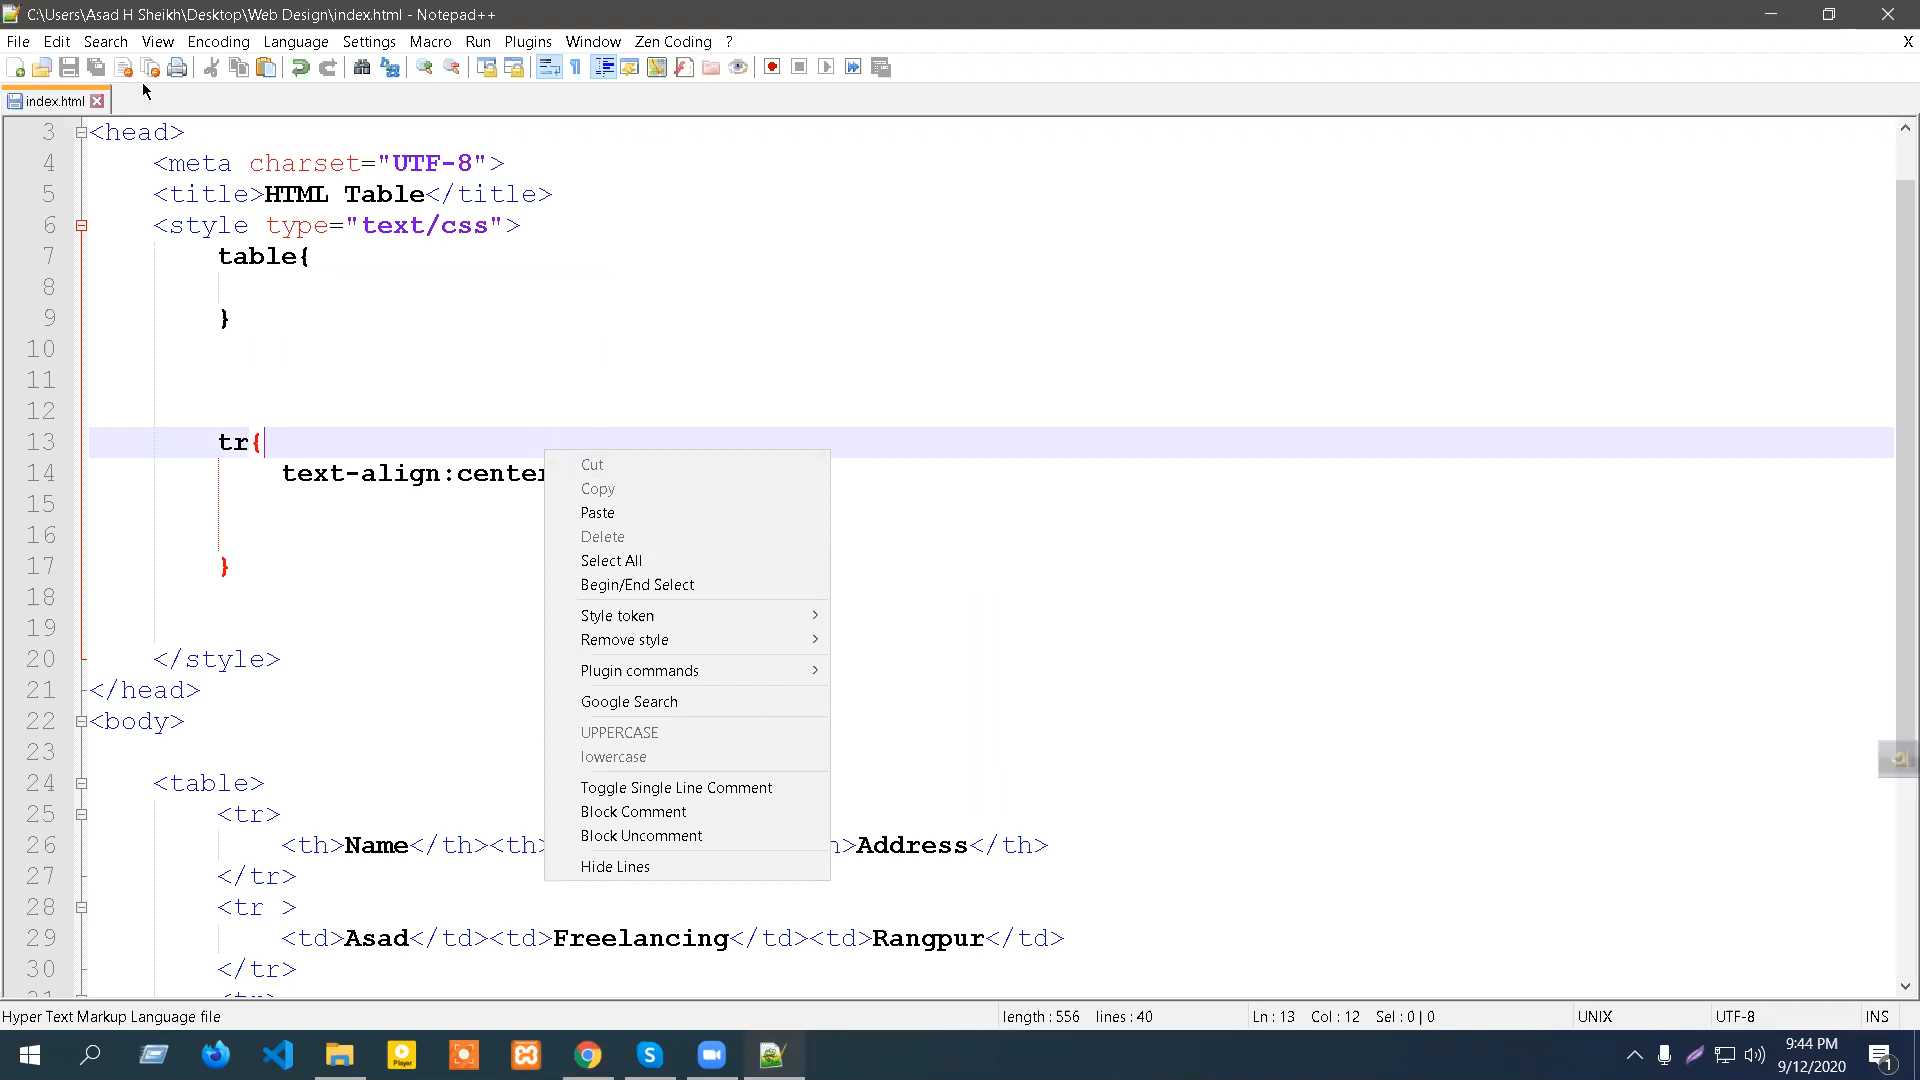 C:\Users\Asad H Sheikh\Desktop\Web Design\index.html - Notepad++
File Edit Search View Encoding Language Settings Macro Run Plugins Window Zen Coding ? X
index.html
3 <head>
4 <meta charset="UTF-8">
5 <title>HTML Table</title>
6 <style type="text/css">
7 table{
8
9 }
10
11
12
13 tr{
14 text-align:center
15
16
17 }
18
19
20 </style>
21 </head>
22 <body>
23
24 <table>
25 <tr>
26 <th>Name</th><th> >Address</th>
27 </tr>
28 <tr >
29 <td>Asad</td><td>Freelancing</td><td>Rangpur</td>
30 </tr>
Cut
Copy
Paste
Delete
Select All
Begin/End Select
Style token
Remove style
Plugin commands
Google Search
UPPERCASE
lowercase
Toggle Single Line Comment
Block Comment
Block Uncomment
Hide Lines
Hyper Text Markup Language file length : 556 lines : 40 Ln : 13 Col : 12 Sel : 0 | 0 UNIX UTF-8 INS
Player
9:44 PM
9/12/2020
1